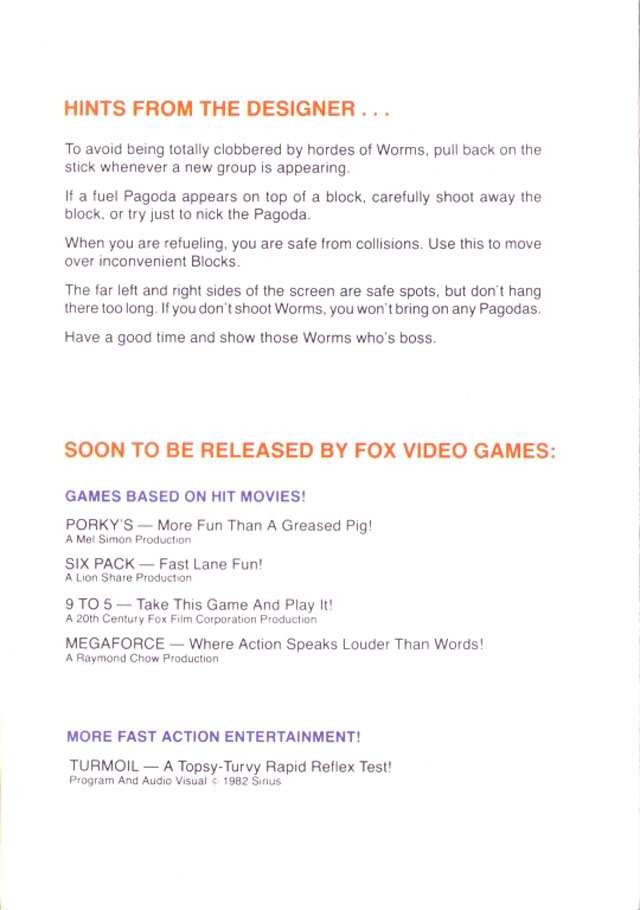 HINTS FROM THE DESIGNER . . .
To avoid being totally clobbered by hordes of Worms, pull back on the
stick whenever a new group is appearing.
If a fuel Pagoda appears on top of a block, carefully shoot away the
block, or try just to nick the Pagoda.
When you are refueling, you are safe from collisions. Use this to move
over inconvenient Blocks.
The far left and right sides of the screen are safe spots, but don't hang
there too long. If you don't shoot Worms, you won't bring on any Pagodas.
Have a good time and show those Worms who's boss.
SOON TO BE RELEASED BY FOX VIDEO GAMES:
GAMES BASED ON HIT MOVIES!
PORKY'S — More Fun Than A Greased Pig!
A Mel Simon Production
SIX PACK — Fast Lane Fun!
A Lion Share Production
9 TO 5 — Take This Game And Play It!
A 20th Century Fox Film Corporation Production
MEGAFORCE — Where Action Speaks Louder Than Words!
A Raymond Chow Production
MORE FAST ACTION ENTERTAINMENT!
TURMOIL — A Topsy-Turvy Rapid Reflex Test!
Program And Audio Visual © 1982 Sirius